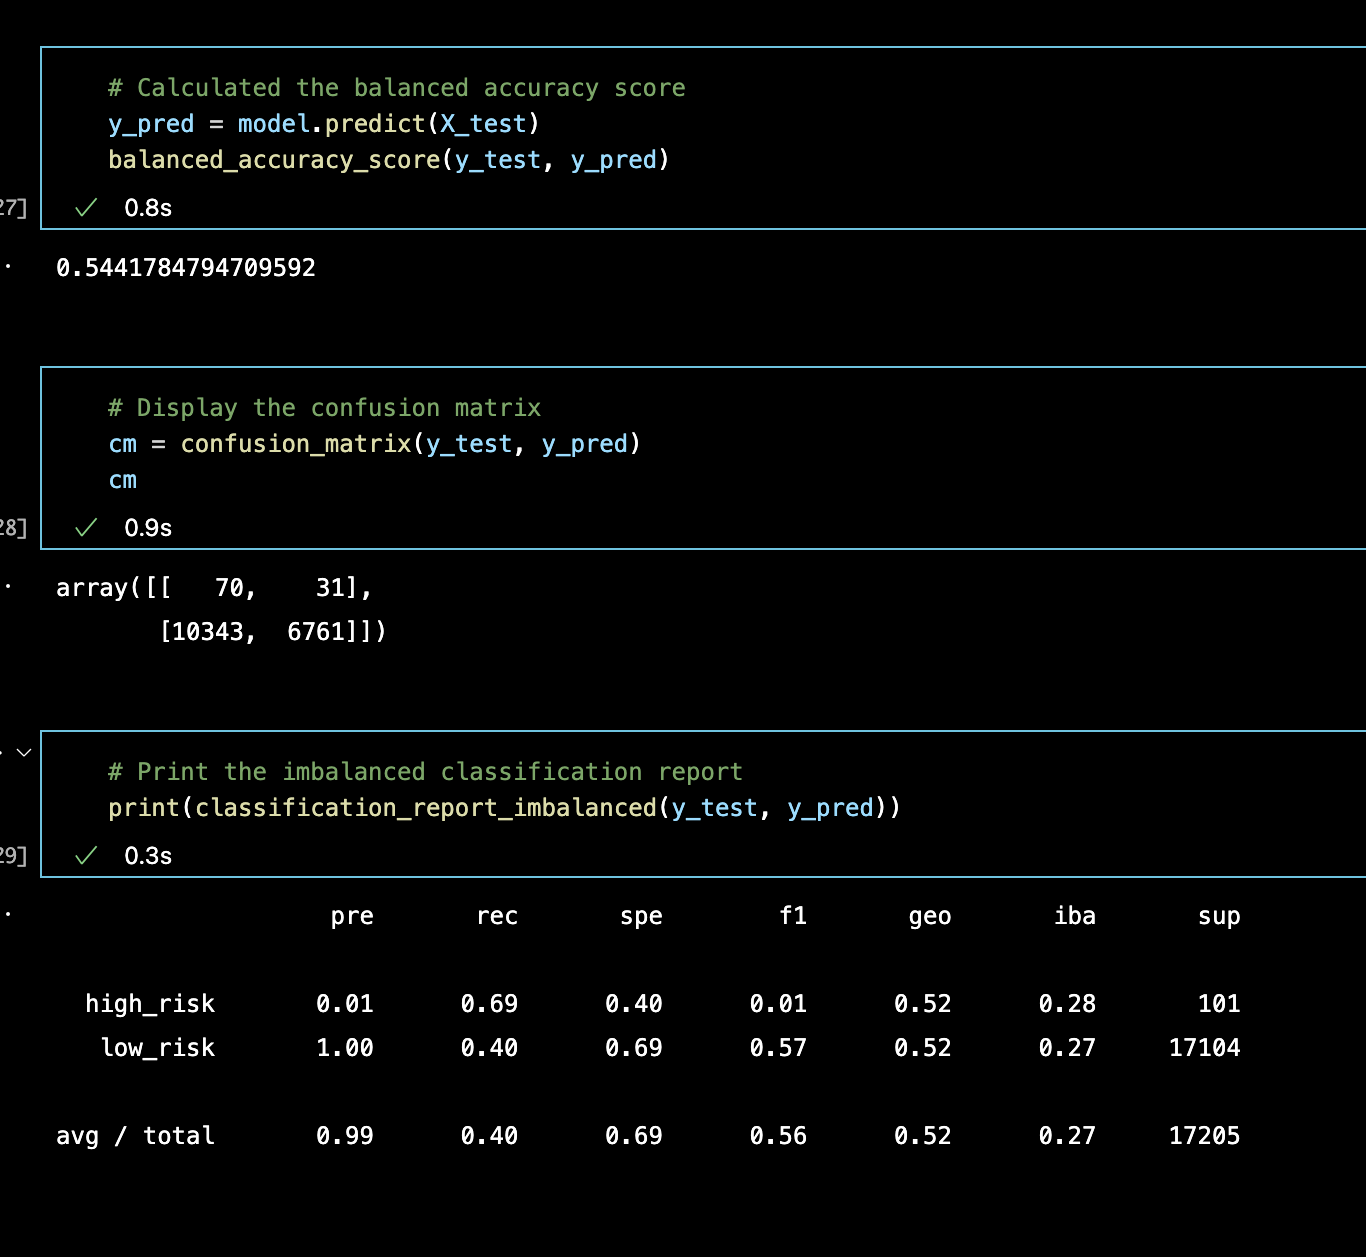 # Calculated the balanced accuracy score
y_pred = model.predict(X_test)
balanced_accuracy_score(y_test, y_pred)
27] ✓ 0.8s
0.5441784794709592
# Display the confusion matrix
cm = confusion_matrix(y_test, y_pred)
cm
28] ✓ 0.9s
array([[   70,    31],
       [10343,  6761]])
# Print the imbalanced classification report
print(classification_report_imbalanced(y_test, y_pred))
29] ✓ 0.3s
pre rec spe f1 geo iba sup
high_risk 0.01 0.69 0.40 0.01 0.52 0.28 101
low_risk 1.00 0.40 0.69 0.57 0.52 0.27 17104
avg / total 0.99 0.40 0.69 0.56 0.52 0.27 17205